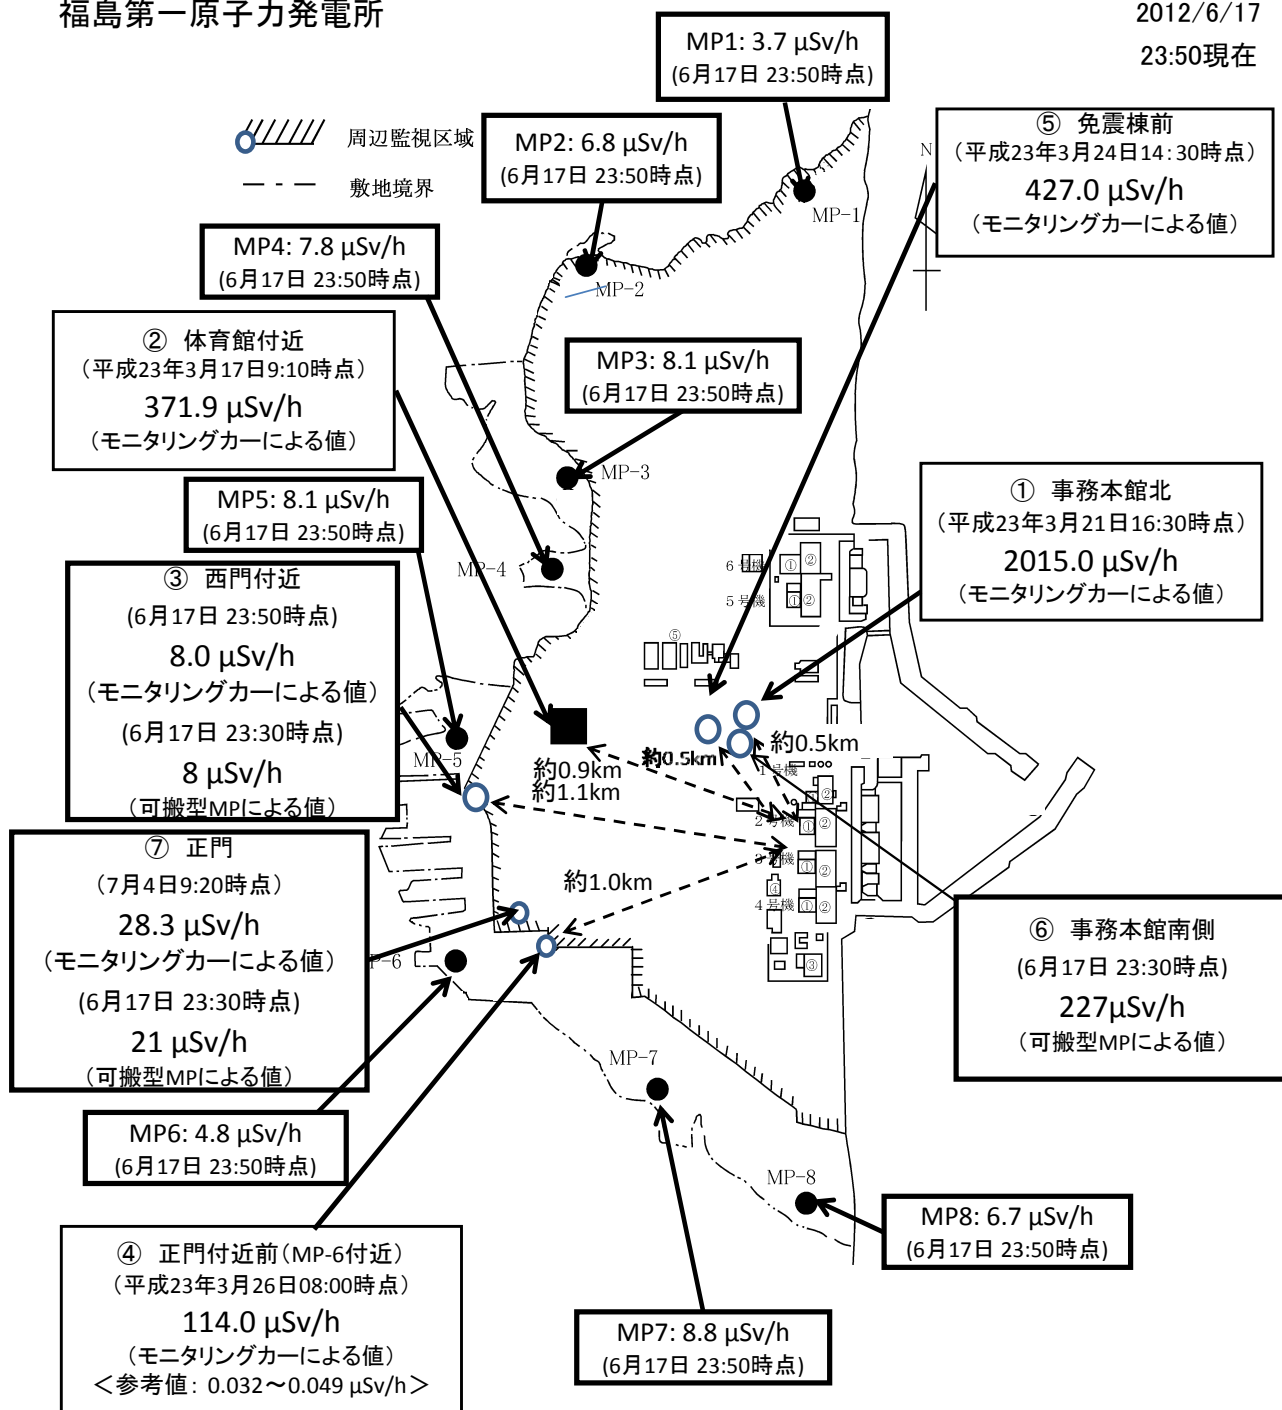 福島第一原子力発電所
2012/6/17
23:50現在
MP1: 3.7 μSv/h
(6月17日 23:50時点)
周辺監視区域
敷地境界
MP2: 6.8 μSv/h
(6月17日 23:50時点)
⑤ 免震棟前
(平成23年3月24日14:30時点)
427.0 μSv/h
(モニタリングカーによる値)
N
MP-1
MP4: 7.8 μSv/h
(6月17日 23:50時点)
MP-2
② 体育館付近
(平成23年3月17日9:10時点)
371.9 μSv/h
(モニタリングカーによる値)
MP3: 8.1 μSv/h
(6月17日 23:50時点)
MP-3
MP5: 8.1 μSv/h
(6月17日 23:50時点)
① 事務本館北
(平成23年3月21日16:30時点)
2015.0 μSv/h
(モニタリングカーによる値)
MP-4
6号機
① ②
5号機
① ②
③ 西門付近
(6月17日 23:50時点)
8.0 μSv/h
(モニタリングカーによる値)
(6月17日 23:30時点)
8 μSv/h
(可搬型MPによる値)
⑤
MP-5
約0.9km
約1.1km
約0.5km
約0.5km
1号機
②
2号機
① ②
3号機
① ②
④
4号機
① ②
③
約1.0km
⑦ 正門
(7月4日9:20時点)
28.3 μSv/h
(モニタリングカーによる値)
(6月17日 23:30時点)
21 μSv/h
(可搬型MPによる値)
P-6
⑥ 事務本館南側
(6月17日 23:30時点)
227μSv/h
(可搬型MPによる値)
MP-7
MP6: 4.8 μSv/h
(6月17日 23:50時点)
MP-8
MP8: 6.7 μSv/h
(6月17日 23:50時点)
④ 正門付近前(MP-6付近)
(平成23年3月26日08:00時点)
114.0 μSv/h
(モニタリングカーによる値)
<参考値: 0.032~0.049 μSv/h>
MP7: 8.8 μSv/h
(6月17日 23:50時点)